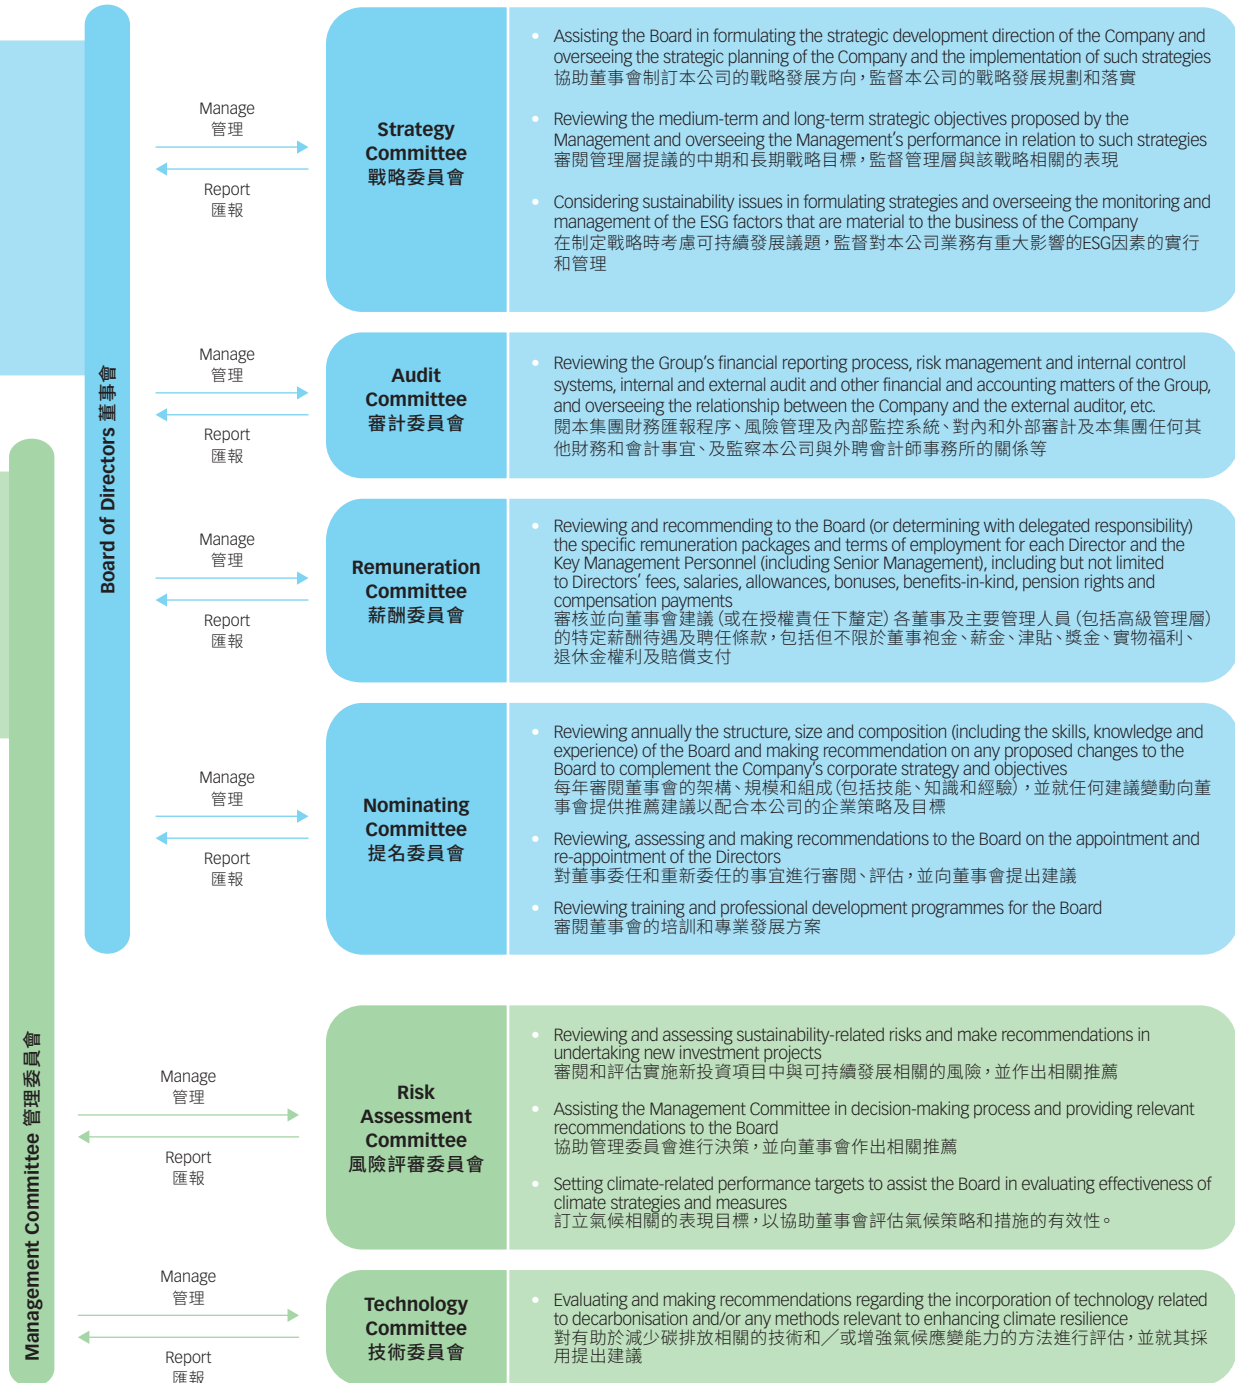 Board of Directors 董事會
Manage
管理
Report
匯報
Strategy
Committee
戰略委員會
• Assisting the Board in formulating the strategic development direction of the Company and
overseeing the strategic planning of the Company and the implementation of such strategies
協助董事會制訂本公司的戰略發展方向，監督本公司的戰略發展規劃和落實
• Reviewing the medium-term and long-term strategic objectives proposed by the
Management and overseeing the Management's performance in relation to such strategies
審閱管理層提議的中期和長期戰略目標，監督管理層與該戰略相關的表現
• Considering sustainability issues in formulating strategies and overseeing the monitoring and
management of the ESG factors that are material to the business of the Company
在制定戰略時考慮可持續發展議題，監督對本公司業務有重大影響的ESG因素的實行
和管理
Manage
管理
Report
匯報
Audit
Committee
審計委員會
• Reviewing the Group's financial reporting process, risk management and internal control
systems, internal and external audit and other financial and accounting matters of the Group,
and overseeing the relationship between the Company and the external auditor, etc.
閱本集團財務匯報程序、風險管理及內部監控系統、對內和外部審計及本集團任何其
他財務和會計事宜、及監察本公司與外聘會計師事務所的關係等
Manage
管理
Report
匯報
Remuneration
Committee
薪酬委員會
• Reviewing and recommending to the Board (or determining with delegated responsibility)
the specific remuneration packages and terms of employment for each Director and the
Key Management Personnel (including Senior Management), including but not limited
to Directors' fees, salaries, allowances, bonuses, benefits-in-kind, pension rights and
compensation payments
審核並向董事會建議（或在授權責任下釐定）各董事及主要管理人員（包括高級管理層）
的特定薪酬待遇及聘任條款，包括但不限於董事袍金、薪金、津貼、獎金、實物福利、
退休金權利及賠償支付
Manage
管理
Report
匯報
Nominating
Committee
提名委員會
• Reviewing annually the structure, size and composition (including the skills, knowledge and
experience) of the Board and making recommendation on any proposed changes to the
Board to complement the Company's corporate strategy and objectives
每年審閱董事會的架構、規模和組成（包括技能、知識和經驗），並就任何建議變動向董
事會提供推薦建議以配合本公司的企業策略及目標
• Reviewing, assessing and making recommendations to the Board on the appointment and
re-appointment of the Directors
對董事委任和重新委任的事宜進行審閱、評估，並向董事會提出建議
• Reviewing training and professional development programmes for the Board
審閱董事會的培訓和專業發展方案
Management Committee 管理委員會
Manage
管理
Report
匯報
Risk
Assessment
Committee
風險評審委員會
• Reviewing and assessing sustainability-related risks and make recommendations in
undertaking new investment projects
審閱和評估實施新投資項目中與可持續發展相關的風險，並作出相關推薦
• Assisting the Management Committee in decision-making process and providing relevant
recommendations to the Board
協助管理委員會進行決策，並向董事會作出相關推薦
• Setting climate-related performance targets to assist the Board in evaluating effectiveness of
climate strategies and measures
訂立氣候相關的表現目標，以協助董事會評估氣候策略和措施的有效性。
Manage
管理
Report
匯報
Technology
Committee
技術委員會
• Evaluating and making recommendations regarding the incorporation of technology related
to decarbonisation and/or any methods relevant to enhancing climate resilience
對有助於減少碳排放相關的技術和／或增強氣候應變能力的方法進行評估，並就其採
用提出建議